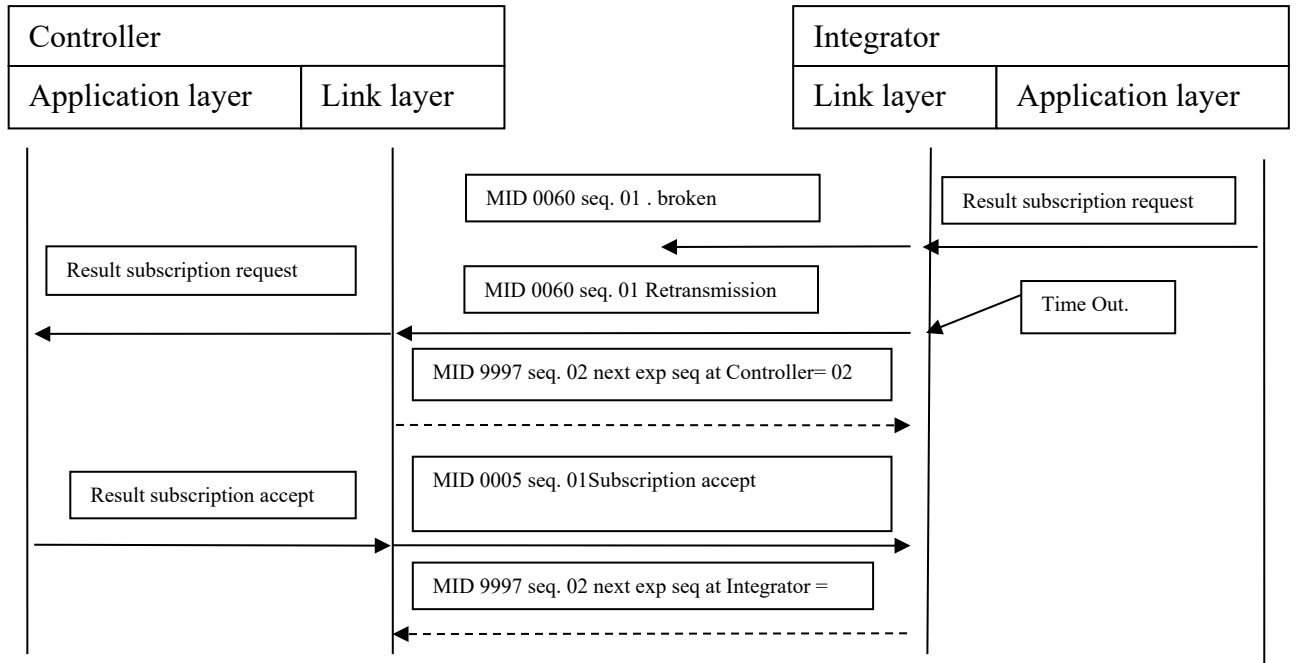 Controller
Integrator
Application layer
Link layer
Link layer
Application layer
MID 0060 seq. 01 . broken
Result subscription request
Result subscription request
MID 0060 seq. 01 Retransmission
Time Out.
MID 9997 seq. 02 next exp seq at Controller= 02
MID 0005 seq. 01Subscription accept
Result subscription accept
MID 9997 seq. 02 next exp seq at Integrator =